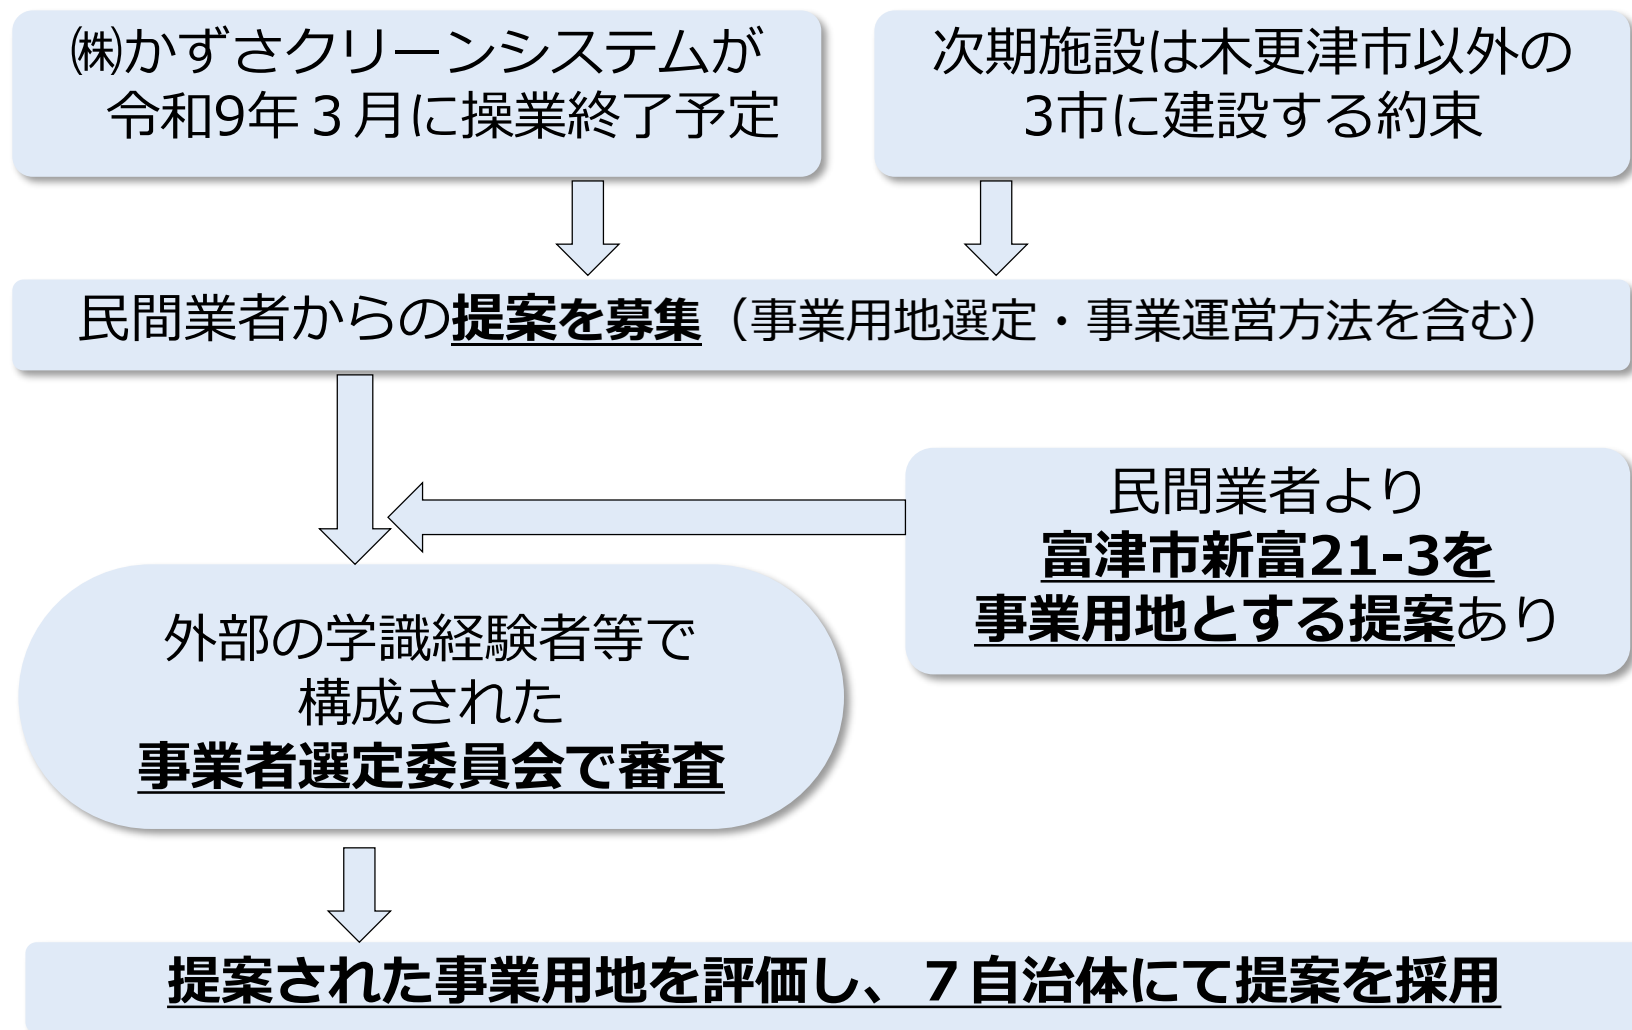 ㈱かずさクリーンシステムが
令和9年３月に操業終了予定
次期施設は木更津市以外の
3市に建設する約束
民間業者からの提案を募集（事業用地選定・事業運営方法を含む）
民間業者より
富津市新富21-3を
事業用地とする提案あり
外部の学識経験者等で
構成された
事業者選定委員会で審査
提案された事業用地を評価し、７自治体にて提案を採用